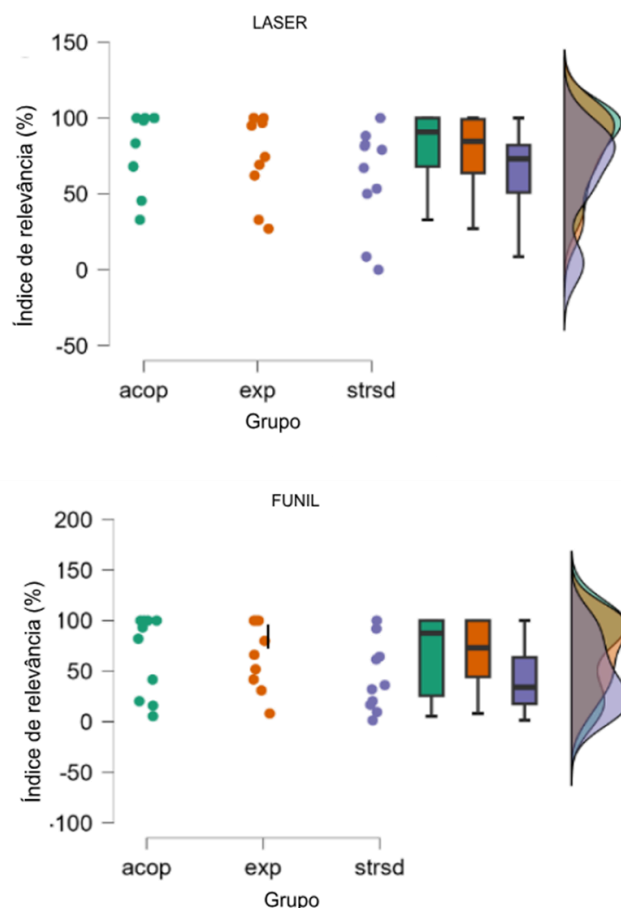 LASER
150
100
50
0
-50
Índice de relevância (%)
acop exp strsd
Grupo
FUNIL
200
150
100
50
0
-50
-100
Índice de relevância (%)
acop exp strsd
Grupo